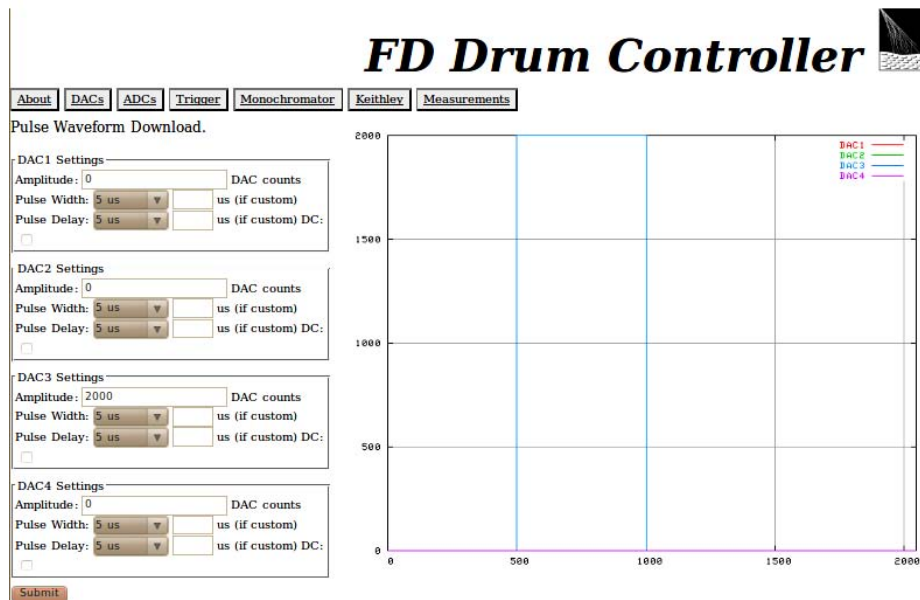 FD Drum Controller
About DACs ADCs Trigger Monochromator Keithley Measurements
Pulse Waveform Download.
DAC1 Settings
Amplitude: 0 DAC counts
Pulse Width: 5 us us (if custom)
Pulse Delay: 5 us us (if custom) DC:
DAC2 Settings
Amplitude: 0 DAC counts
Pulse Width: 5 us us (if custom)
Pulse Delay: 5 us us (if custom) DC:
DAC3 Settings
Amplitude: 2000 DAC counts
Pulse Width: 5 us us (if custom)
Pulse Delay: 5 us us (if custom) DC:
DAC4 Settings
Amplitude: 0 DAC counts
Pulse Width: 5 us us (if custom)
Pulse Delay: 5 us us (if custom) DC:
Submit
2000
1500
1000
500
0
0 500 1000 1500 2000
DAC1
DAC2
DAC3
DAC4